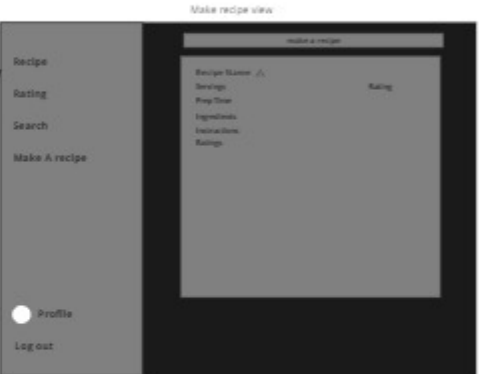 Make recipe view
Recipe
Rating
Search
Make A recipe
Profile
Log out
make a recipe
Recipe Name
Servings
Rating
Prep Time
Ingredients
Instructions
Ratings